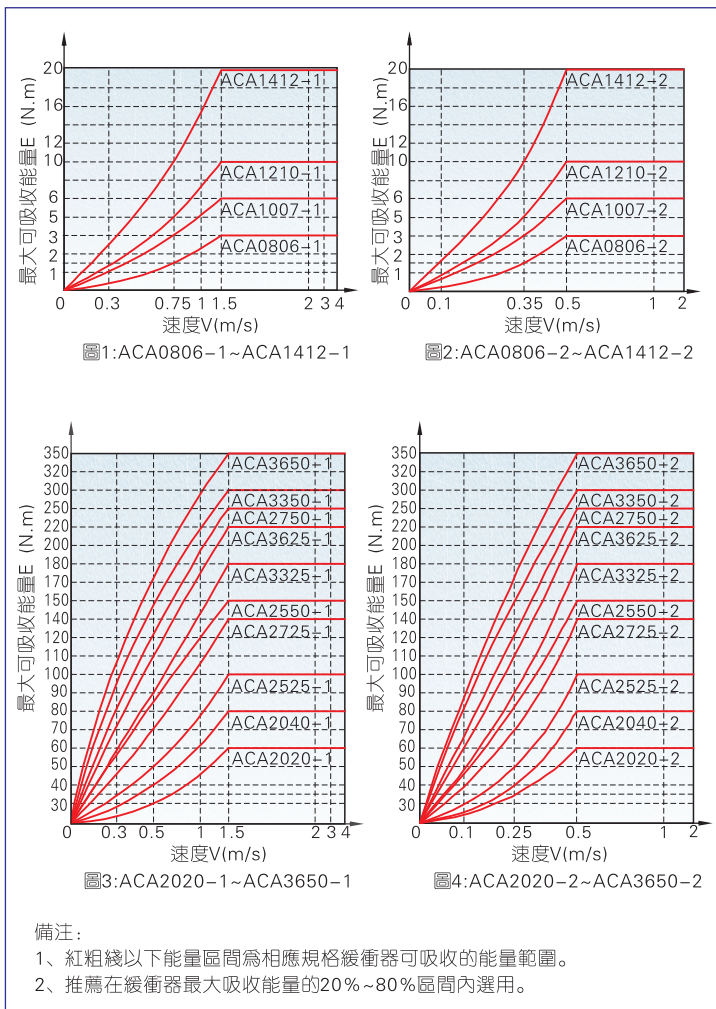 最大可吸收能量E (N.m)
20
16
12
10
6
5
3
2
1
ACA1412-1
ACA1210-1
ACA1007-1
ACA0806-1
0 0.3 0.75 1 1.5 2 3 4
速度V(m/s)
圖1:ACA0806-1~ACA1412-1
最大可吸收能量E (N.m)
20
16
12
10
6
5
3
2
1
ACA1412-2
ACA1210-2
ACA1007-2
ACA0806-2
0 0.1 0.35 0.5 1 2
速度V(m/s)
圖2:ACA0806-2~ACA1412-2
最大可吸收能量E (N.m)
350
320
300
250
220
200
180
170
150
140
120
110
100
90
80
70
60
50
40
30
ACA3650-1
ACA3350-1
ACA2750-1
ACA3625-1
ACA3325-1
ACA2550-1
ACA2725-1
ACA2525-1
ACA2040-1
ACA2020-1
0 0.3 0.5 1 1.5 2 3 4
速度V(m/s)
圖3:ACA2020-1~ACA3650-1
最大可吸收能量E (N.m)
350
320
300
250
220
200
180
170
150
140
120
110
100
90
80
70
60
50
40
30
ACA3650-2
ACA3350-2
ACA2750-2
ACA3625-2
ACA3325-2
ACA2550-2
ACA2725-2
ACA2525-2
ACA2040-2
ACA2020-2
0 0.1 0.25 0.5 1 2
速度V(m/s)
圖4:ACA2020-2~ACA3650-2
備注:
1、紅粗綫以下能量區間爲相應規格緩衝器可吸收的能量範圍。
2、推薦在緩衝器最大吸收能量的20%~80%區間內選用。